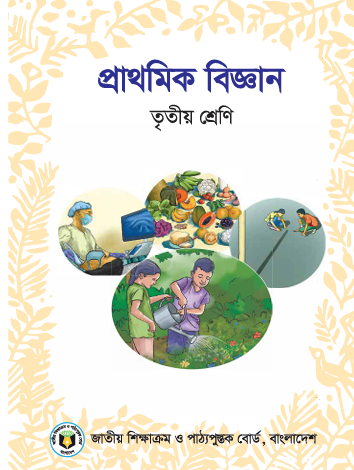 প্রাথমিক বিজ্ঞান
তৃতীয় শ্রেণি
জাতীয় শিক্ষাক্রম ও পাঠ্যপুস্তক বোর্ড, বাংলাদেশ